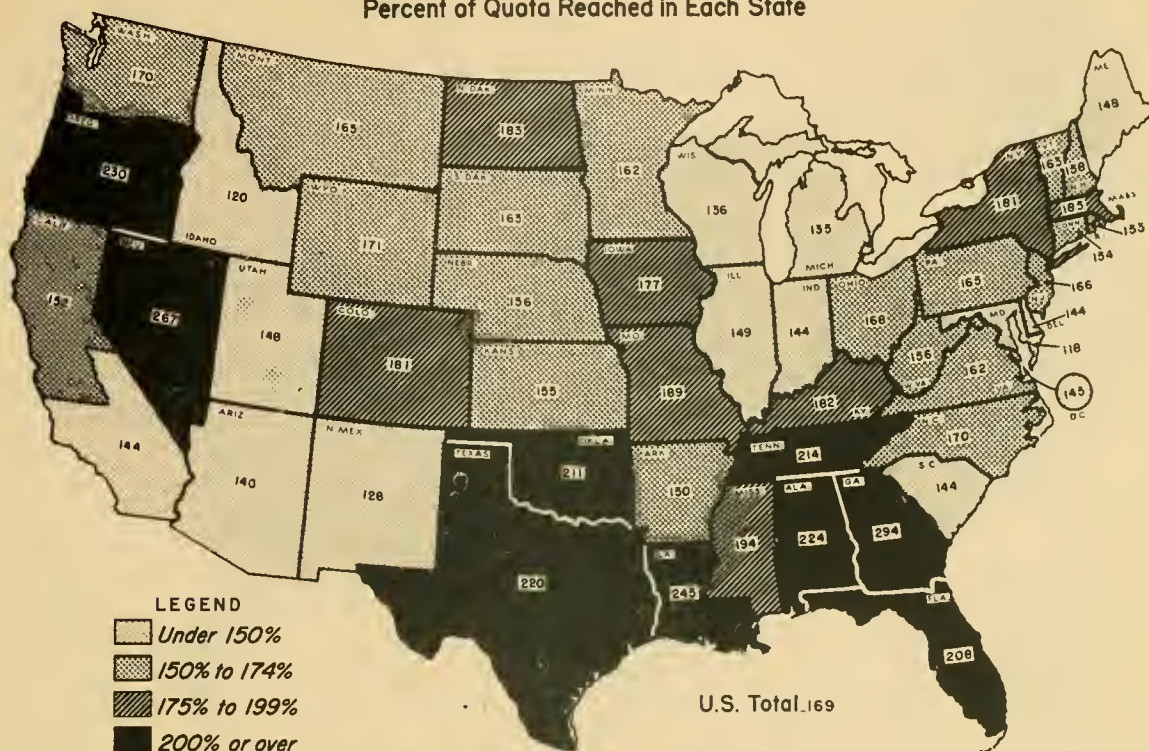 Percent of Quota Reached in Each State
WASH
170
OREG.
230
CALIF
152
144
NEV.
267
IDAHO
120
MONT
165
WYO
171
UTAH
148
COLO.
181
ARIZ
140
N MEX
128
N. DAK.
183
S. DAK.
163
NEBR
156
KANS
155
OKLA.
211
TEXAS
220
MINN
162
IOWA
177
MO
189
ARK
150
LA.
245
WIS
136
ILL
149
MICH
135
IND
144
OHIO
168
KY.
182
TENN
214
MISS
194
ALA.
224
GA.
294
FLA.
208
S C
144
N.C.
170
VA.
162
W.VA.
156
PA.
165
N.Y.
181
ME
148
163
158
MASS
185
153
CONN
154
166
144
DEL
MD
118
145
D C
LEGEND
Under 150%
150% to 174%
175% to 199%
200% or over
U.S. Total 169